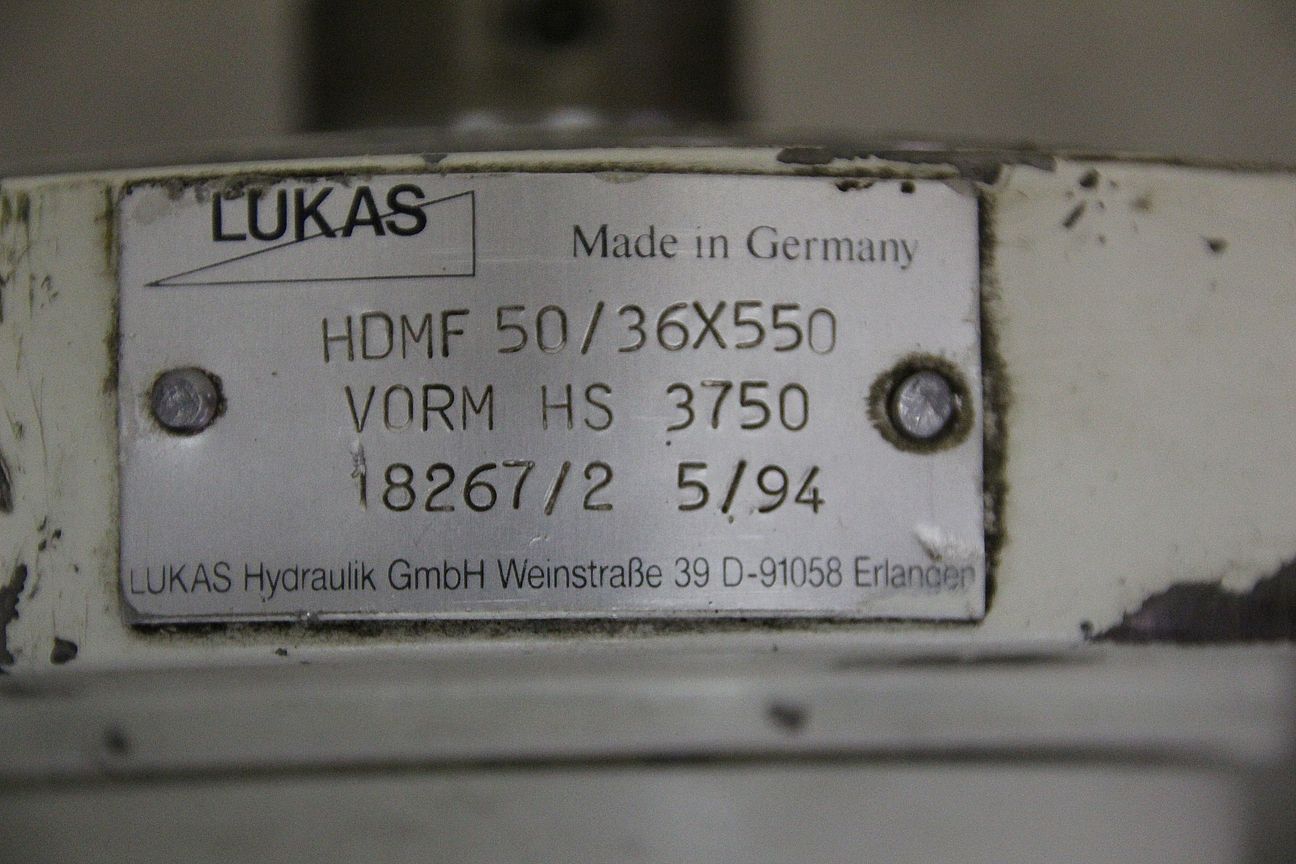 LUKAS
Made in Germany
HDMF 50/36X550
VORM HS 3750
18267/2 5/94
LUKAS Hydraulik GmbH Weinstraße 39 D-91058 Erlangen